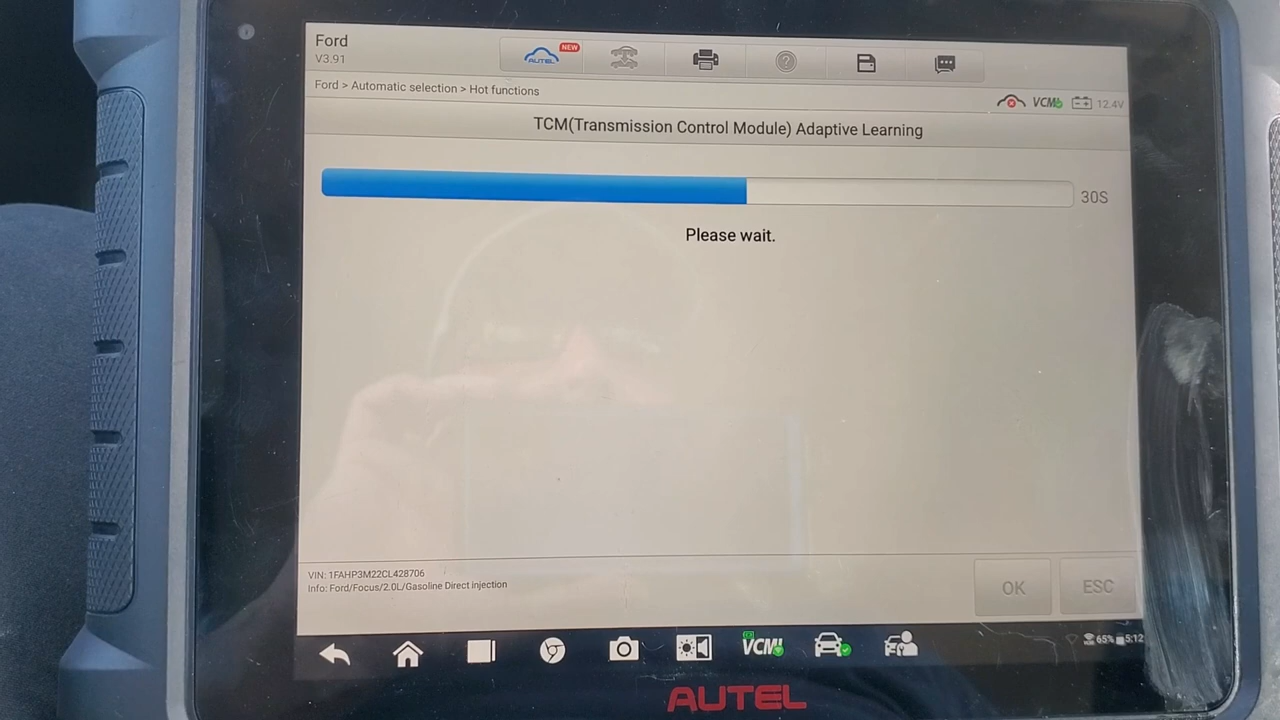 Ford
V3.91
AUTEL
NEW
Ford > Automatic selection > Hot functions
VCMI
12.4V
TCM(Transmission Control Module) Adaptive Learning
30S
Please wait.
VIN: 1FAHP3M22CL428706
Info: Ford/Focus/2.0L/Gasoline Direct injection
OK
ESC
VCMI
65%
5:12
AUTEL